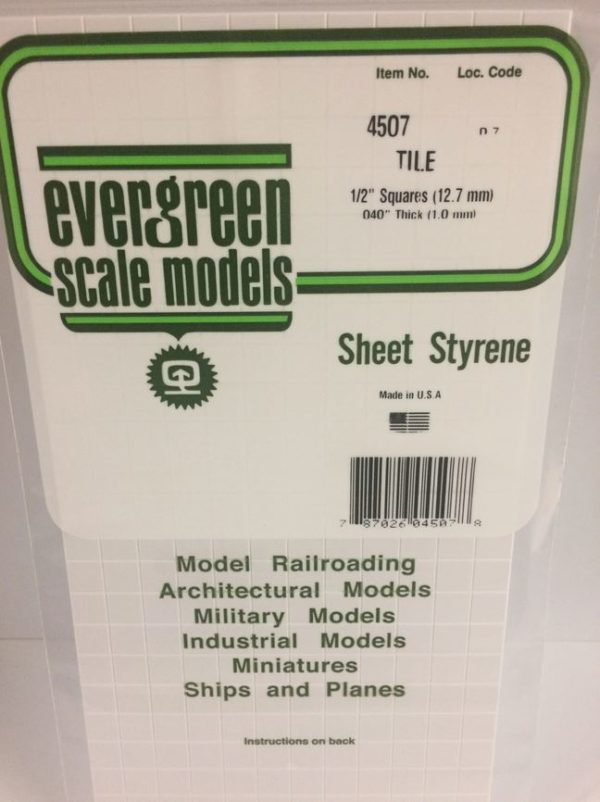 Item No. Loc. Code
4507
TILE
1/2" Squares (12.7 mm)
040" Thick (1.0 mm)
evergreen
scale models
Sheet Styrene
Made in U.S.A
7 87026 04507 8
Model Railroading
Architectural Models
Military Models
Industrial Models
Miniatures
Ships and Planes
Instructions on back